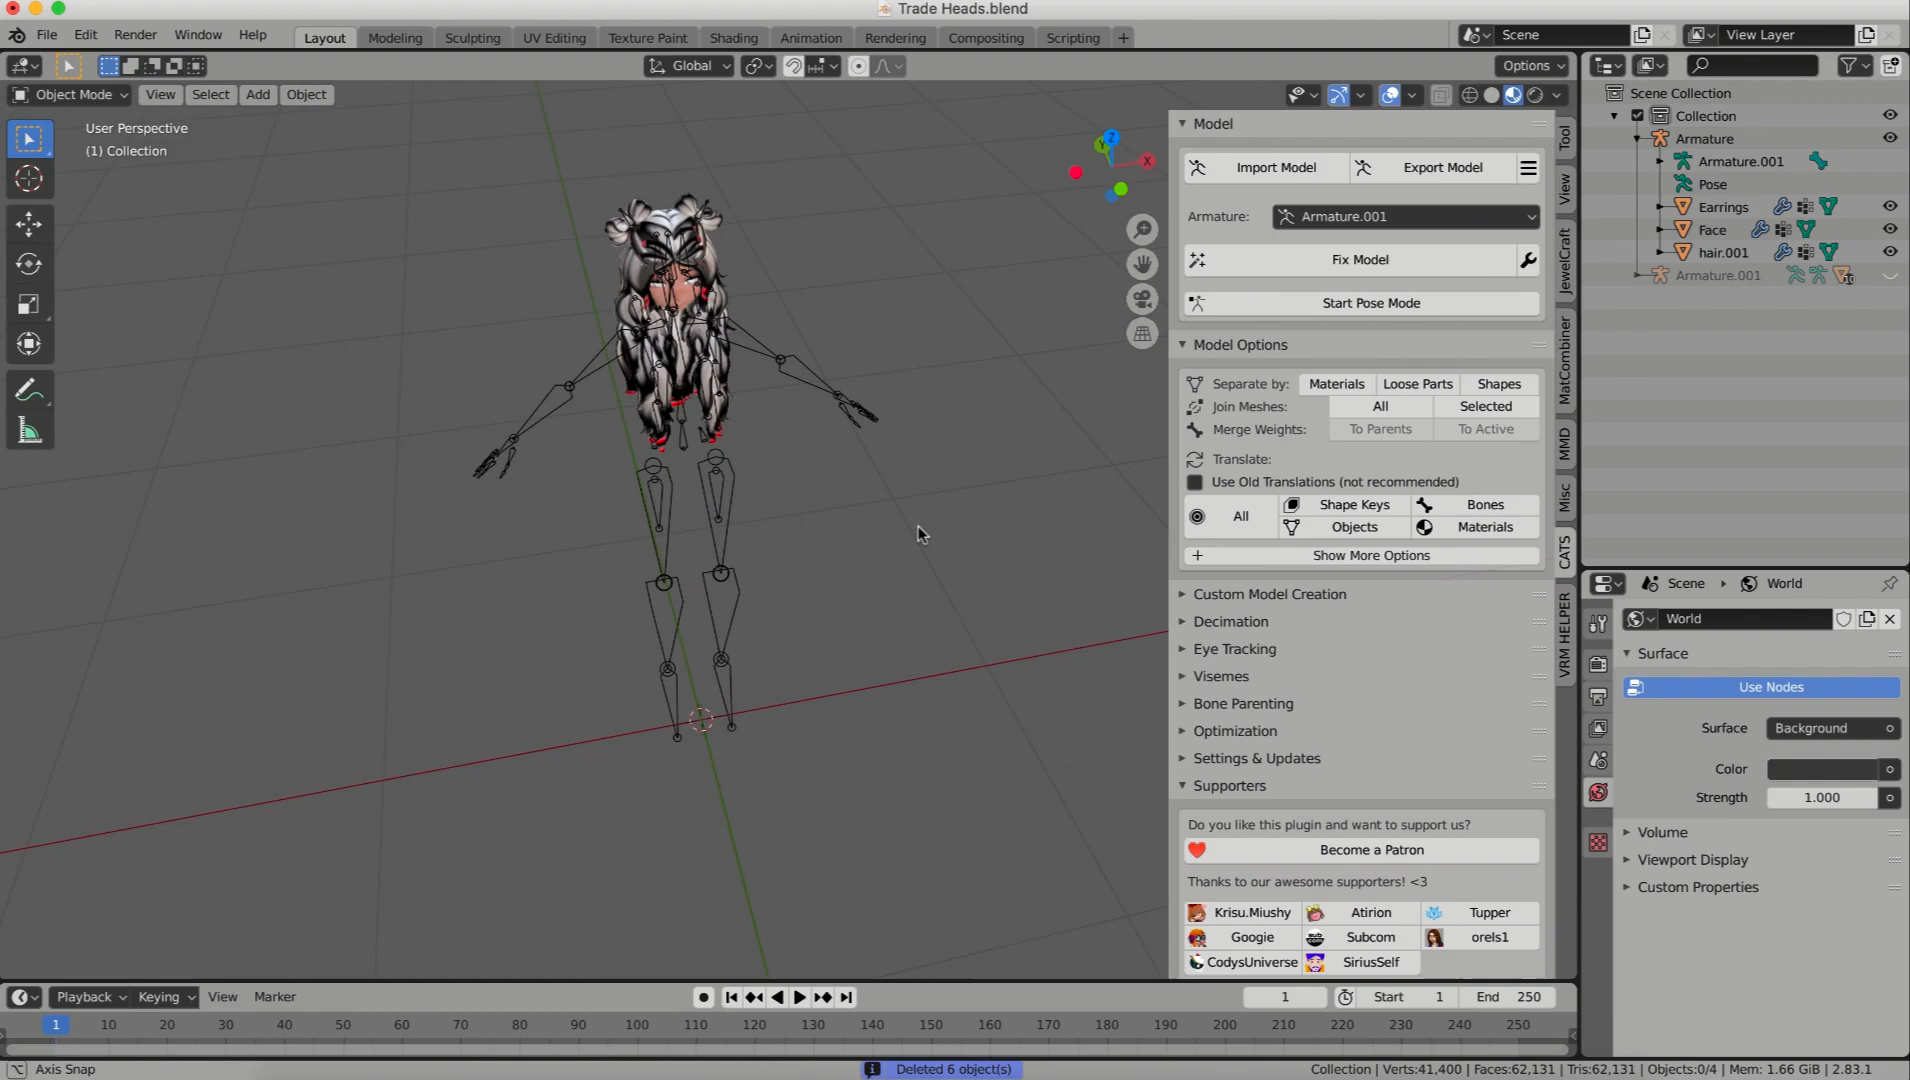 Trade Heads.blend
File Edit Render Window Help Layout Modeling Sculpting UV Editing Texture Paint Shading Animation Rendering Compositing Scripting + Scene View Layer
Global Options
Object Mode View Select Add Object
User Perspective
(1) Collection
Z
Y
X
Model
Import Model Export Model
Armature: Armature.001
Fix Model
Start Pose Mode
Model Options
Separate by: Materials Loose Parts Shapes
Join Meshes: All Selected
Merge Weights: To Parents To Active
Translate:
Use Old Translations (not recommended)
All Shape Keys Bones
Objects Materials
Show More Options
Custom Model Creation
Decimation
Eye Tracking
Visemes
Bone Parenting
Optimization
Settings & Updates
Supporters
Do you like this plugin and want to support us?
Become a Patron
Thanks to our awesome supporters! <3
Krisu.Miushy Atirion Tupper
Googie Subcom orels1
CodysUniverse SiriusSelf
Tool
View
JewelCraft
MatCombiner
MMD
Misc
CATS
VRM HELPER
Scene Collection
Collection
Armature
Armature.001
Pose
Earrings
Face
hair.001
Armature.001
Scene World
World
Surface
Use Nodes
Surface Background
Color
Strength 1.000
Volume
Viewport Display
Custom Properties
Playback Keying View Marker 1 Start 1 End 250
1 10 20 30 40 50 60 70 80 90 100 110 120 130 140 150 160 170 180 190 200 210 220 230 240 250
Axis Snap Deleted 6 object(s) Collection | Verts:41,400 | Faces:62,131 | Tris:62,131 | Objects:0/4 | Mem: 1.66 GiB | 2.83.1